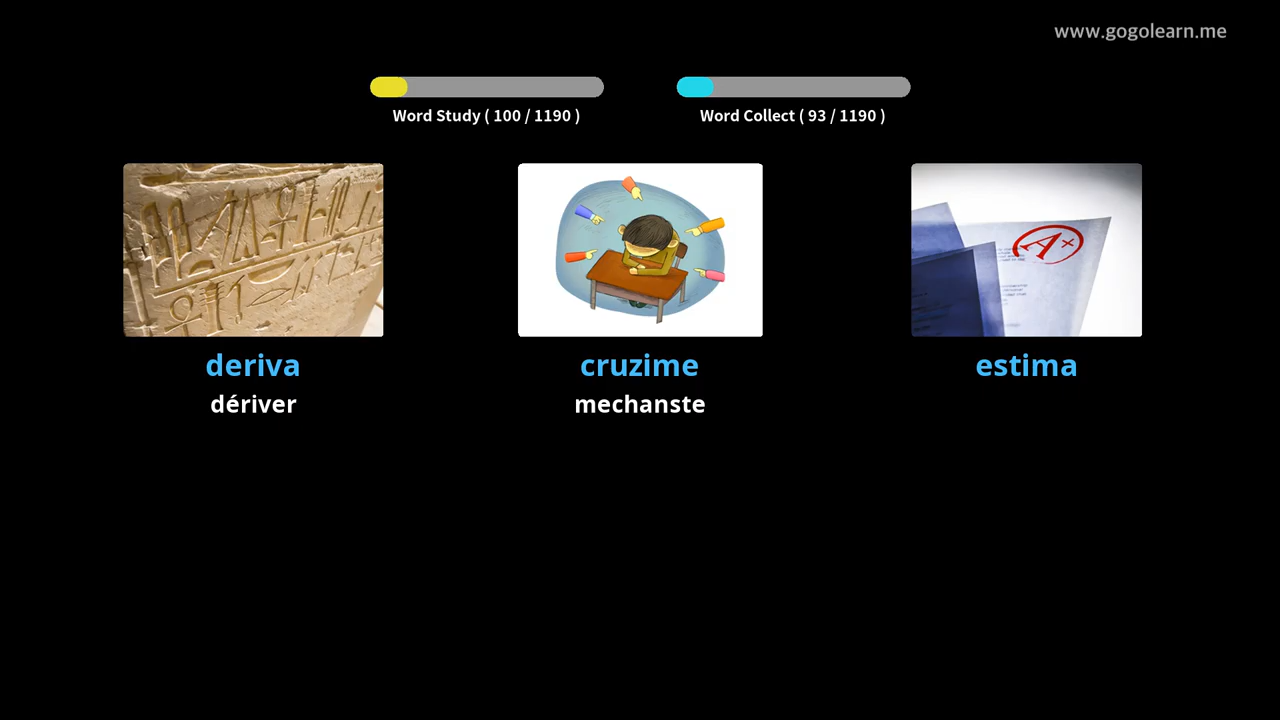 www.gogolearn.me
Word Study ( 100 / 1190 )
Word Collect ( 93 / 1190 )
deriva
dériver
cruzime
mechanste
estima
A+